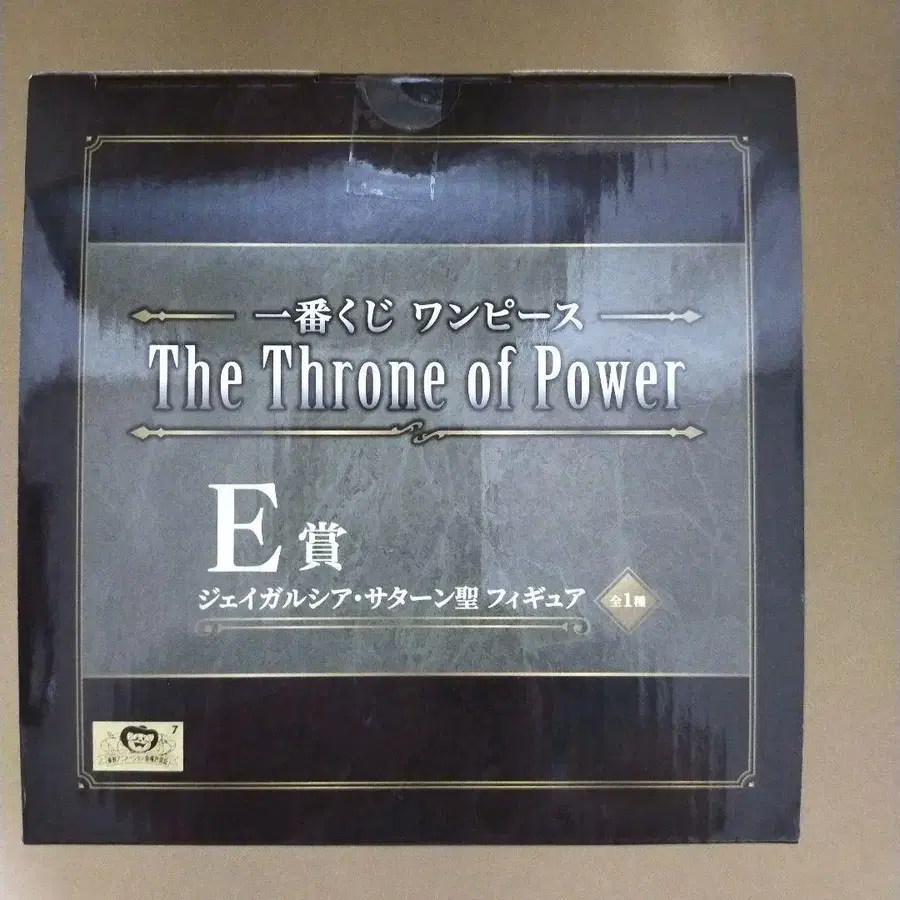 一番くじ ワンピース
The Throne of Power
E賞
ジェイガルシア・サターン聖 フィギュア
全1種
7